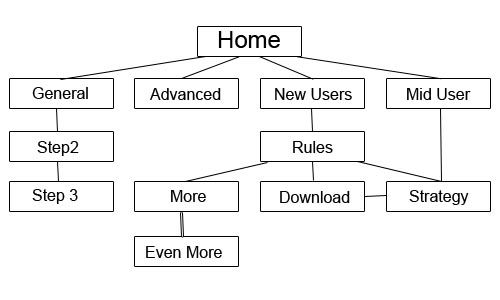 Home
General
Advanced
New Users
Mid User
Step2
Rules
Step 3
More
Download
Strategy
Even More